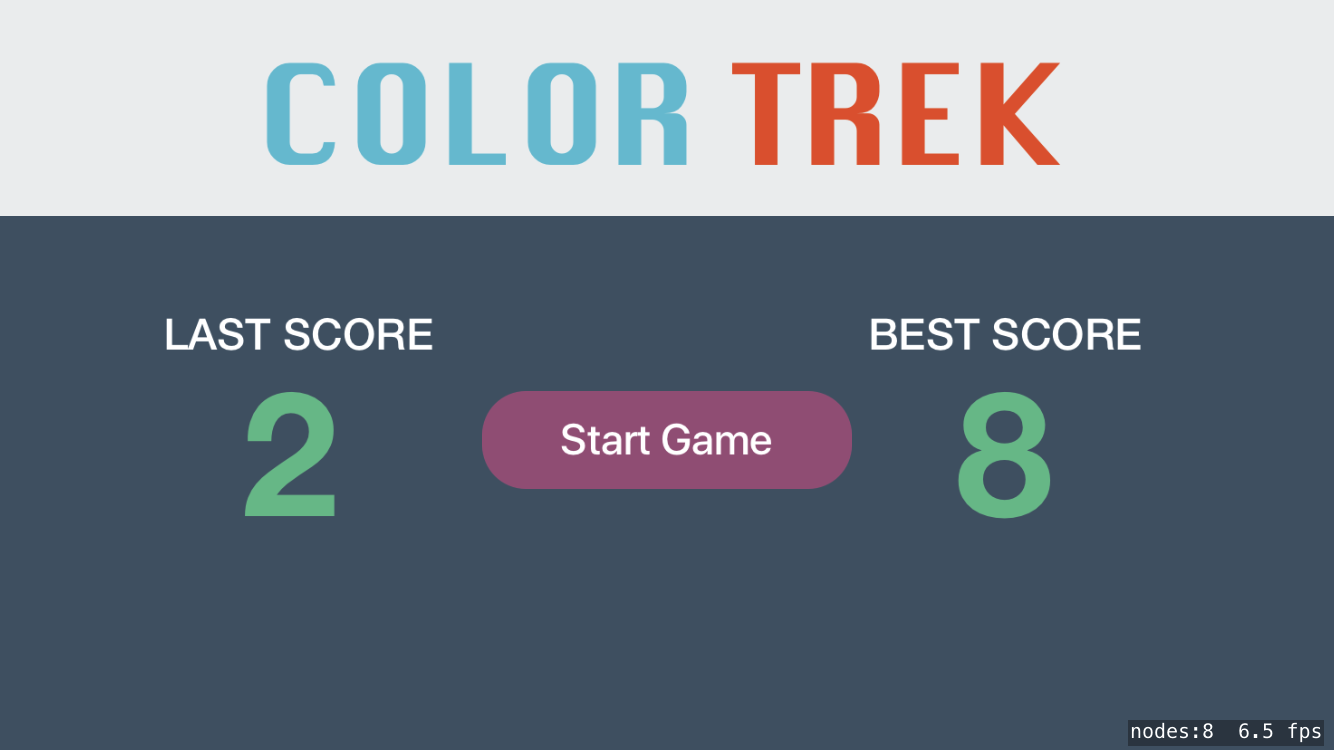 COLOR TREK
LAST SCORE
2
Start Game
BEST SCORE
8
nodes:8  6.5 fps